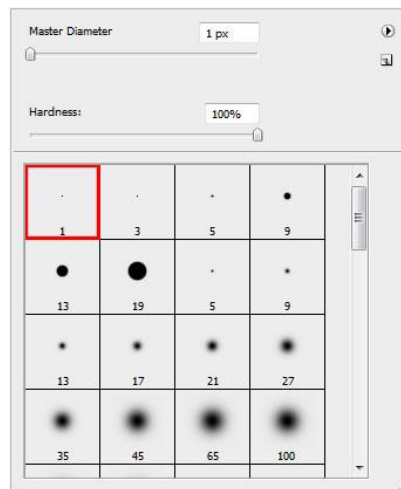 Master Diameter 1 px
Hardness: 100%
1 3 5 9
13 19 5 9
13 17 21 27
35 45 65 100